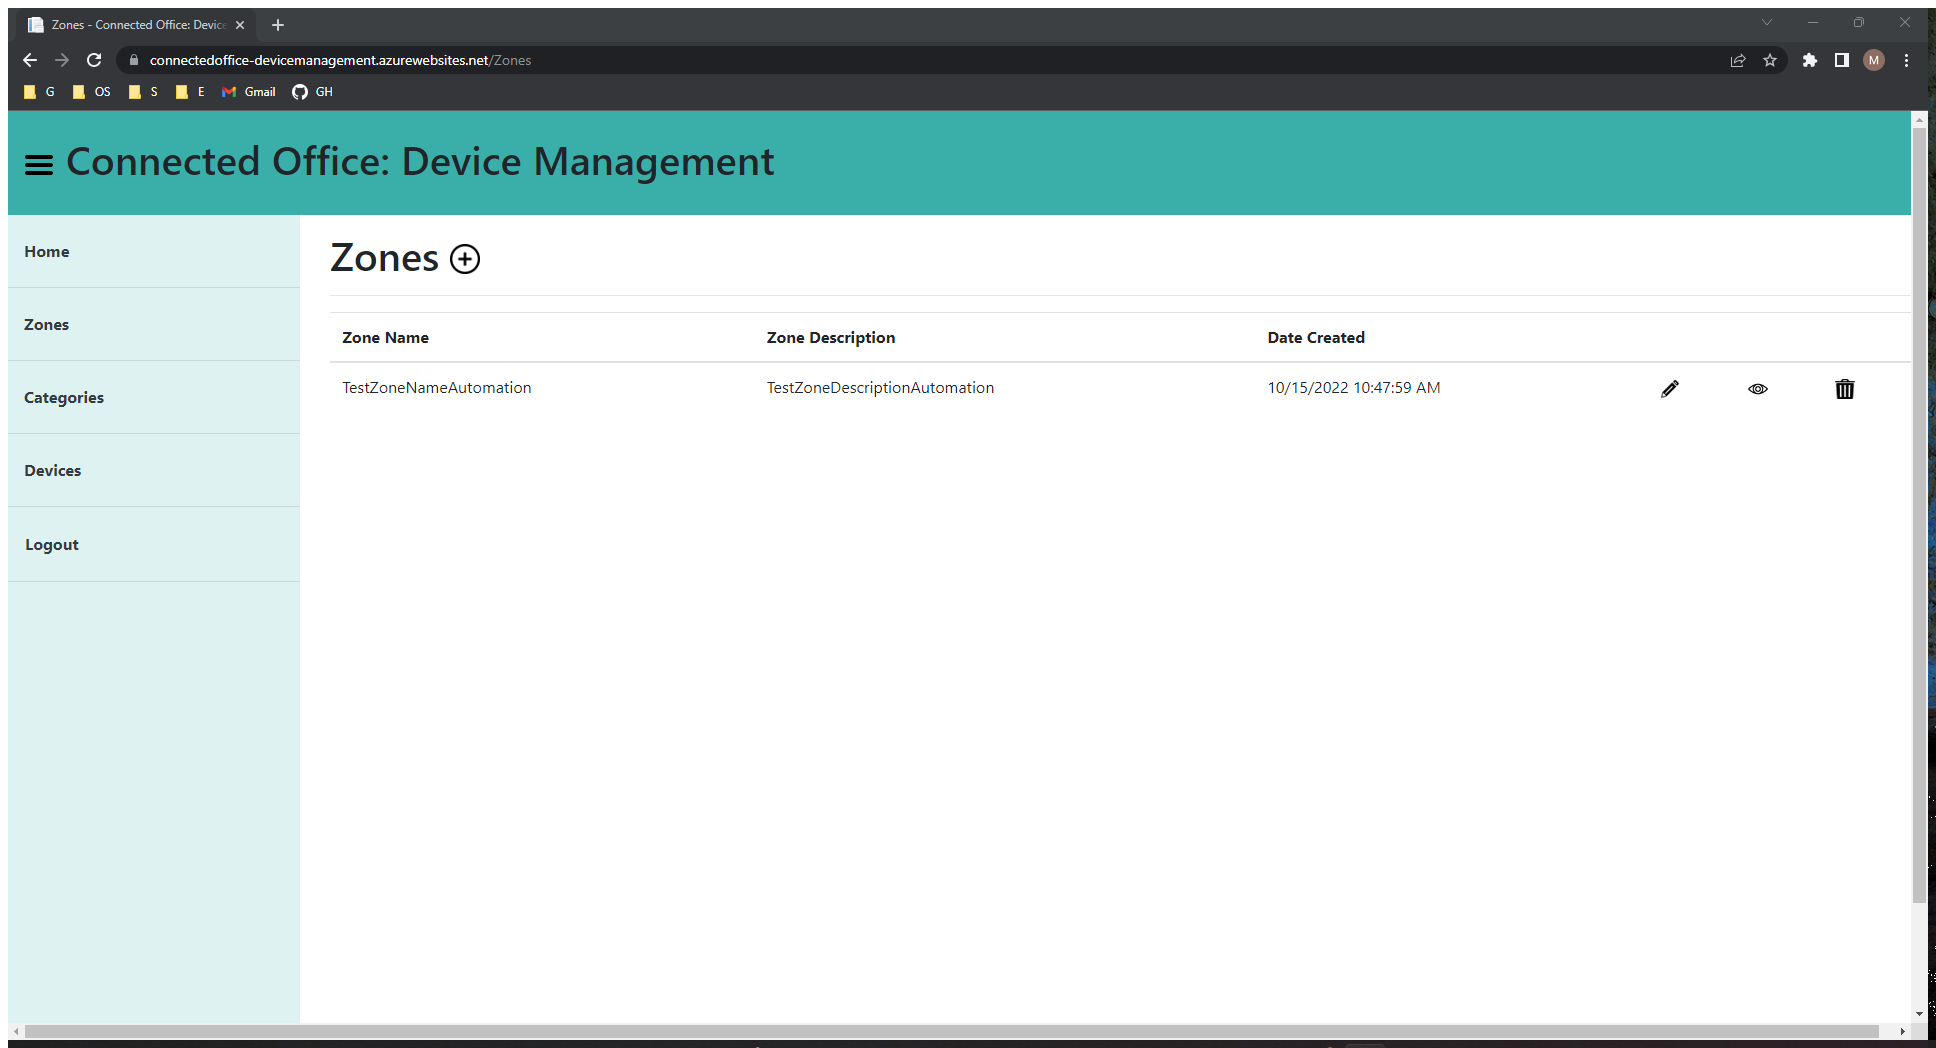 Zones - Connected Office: Device
connectedoffice-devicemanagement.azurewebsites.net/Zones
M
G OS S E Gmail GH
Connected Office: Device Management
Home
Zones
Categories
Devices
Logout
Zones
Zone Name Zone Description Date Created
TestZoneNameAutomation TestZoneDescriptionAutomation 10/15/2022 10:47:59 AM